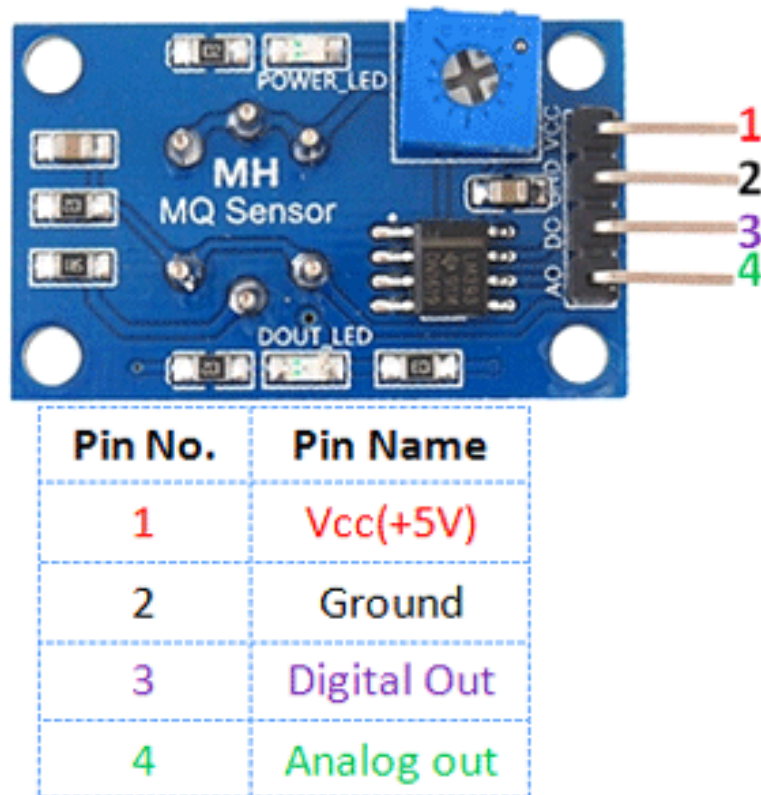 POWER_LED
VCC
1
GND
2
DO
3
AO
4
MH
MQ Sensor
DOUT_LED
Pin No. Pin Name
1 Vcc(+5V)
2 Ground
3 Digital Out
4 Analog out